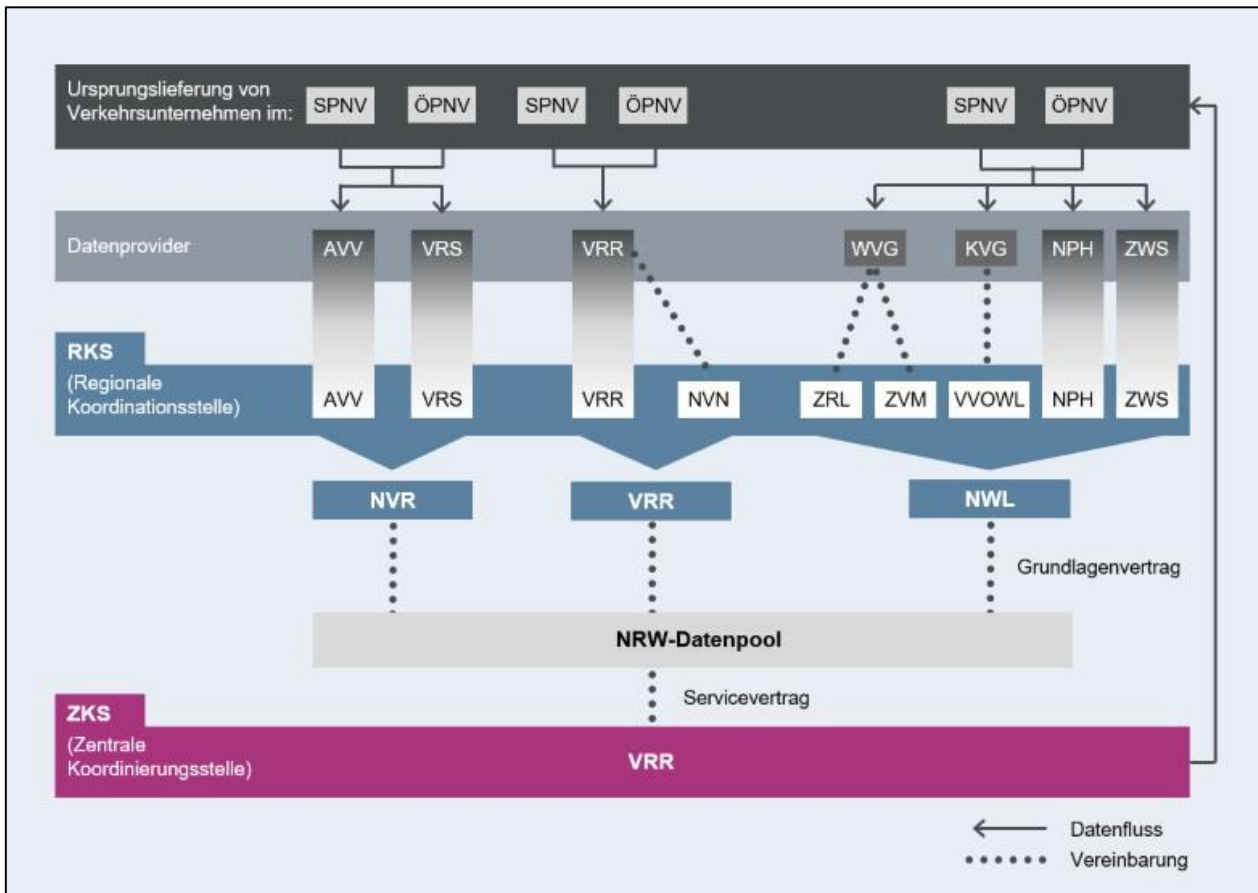 Ursprungslieferung von
Verkehrsunternehmen im:
SPNV ÖPNV SPNV ÖPNV SPNV ÖPNV
Datenprovider
AVV VRS VRR WVG KVG NPH ZWS
RKS
(Regionale
Koordinationsstelle)
AVV VRS VRR NVN ZRL ZVM VVOWL NPH ZWS
NVR VRR NWL
Grundlagenvertrag
NRW-Datenpool
Servicevertrag
ZKS
(Zentrale
Koordinierungsstelle)
VRR
Datenfluss
Vereinbarung